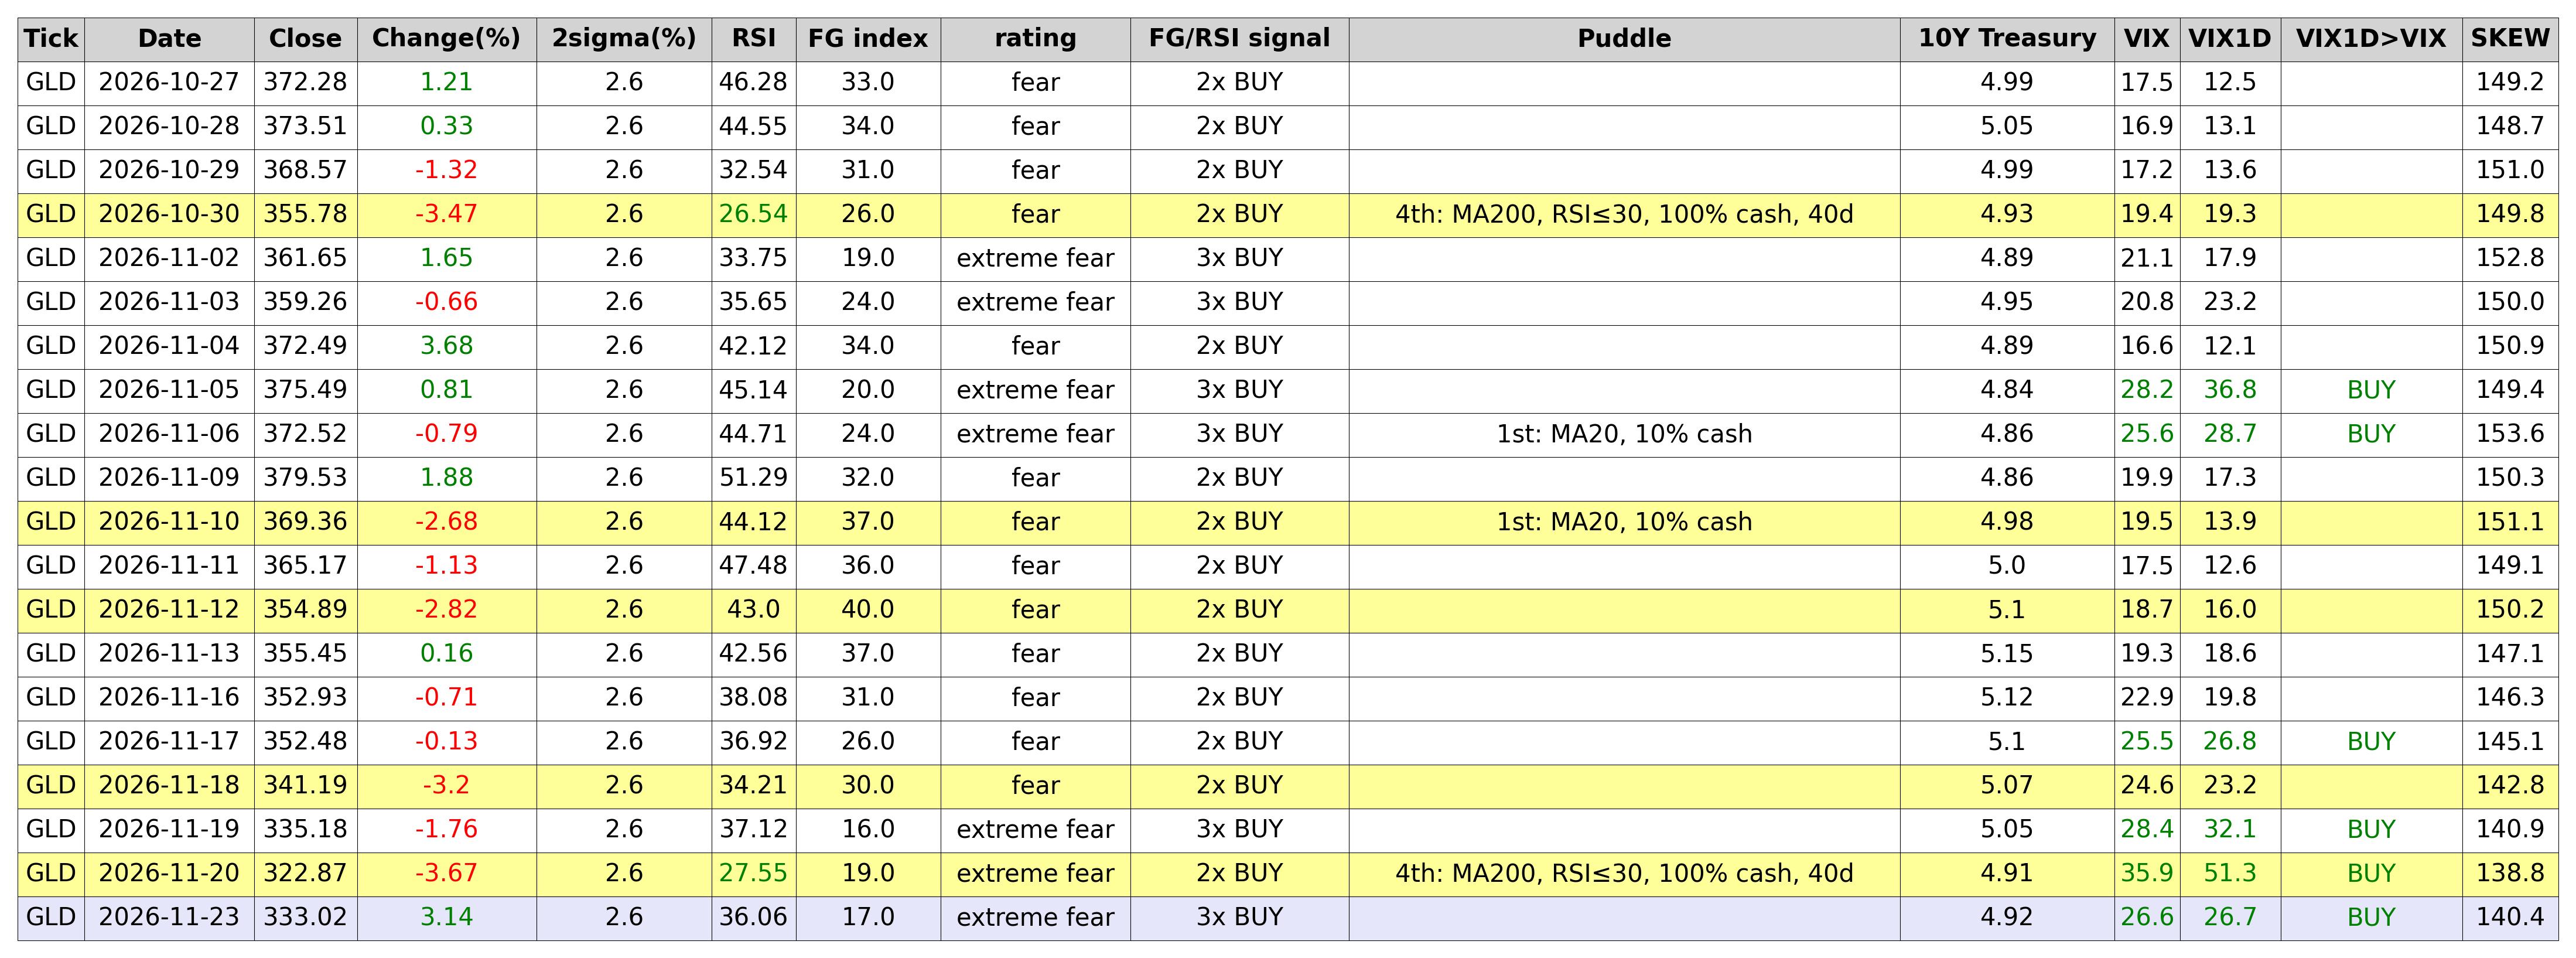 Tick Date Close Change(%) 2sigma(%) RSI FG index rating FG/RSI signal Puddle 10Y Treasury VIX VIX1D VIX1D>VIX SKEW
GLD 2026-10-27 372.28 1.21 2.6 46.28 33.0 fear 2x BUY 4.99 17.5 12.5 149.2
GLD 2026-10-28 373.51 0.33 2.6 44.55 34.0 fear 2x BUY 5.05 16.9 13.1 148.7
GLD 2026-10-29 368.57 -1.32 2.6 32.54 31.0 fear 2x BUY 4.99 17.2 13.6 151.0
GLD 2026-10-30 355.78 -3.47 2.6 26.54 26.0 fear 2x BUY 4th: MA200, RSI≤30, 100% cash, 40d 4.93 19.4 19.3 149.8
GLD 2026-11-02 361.65 1.65 2.6 33.75 19.0 extreme fear 3x BUY 4.89 21.1 17.9 152.8
GLD 2026-11-03 359.26 -0.66 2.6 35.65 24.0 extreme fear 3x BUY 4.95 20.8 23.2 150.0
GLD 2026-11-04 372.49 3.68 2.6 42.12 34.0 fear 2x BUY 4.89 16.6 12.1 150.9
GLD 2026-11-05 375.49 0.81 2.6 45.14 20.0 extreme fear 3x BUY 4.84 28.2 36.8 BUY 149.4
GLD 2026-11-06 372.52 -0.79 2.6 44.71 24.0 extreme fear 3x BUY 1st: MA20, 10% cash 4.86 25.6 28.7 BUY 153.6
GLD 2026-11-09 379.53 1.88 2.6 51.29 32.0 fear 2x BUY 4.86 19.9 17.3 150.3
GLD 2026-11-10 369.36 -2.68 2.6 44.12 37.0 fear 2x BUY 1st: MA20, 10% cash 4.98 19.5 13.9 151.1
GLD 2026-11-11 365.17 -1.13 2.6 47.48 36.0 fear 2x BUY 5.0 17.5 12.6 149.1
GLD 2026-11-12 354.89 -2.82 2.6 43.0 40.0 fear 2x BUY 5.1 18.7 16.0 150.2
GLD 2026-11-13 355.45 0.16 2.6 42.56 37.0 fear 2x BUY 5.15 19.3 18.6 147.1
GLD 2026-11-16 352.93 -0.71 2.6 38.08 31.0 fear 2x BUY 5.12 22.9 19.8 146.3
GLD 2026-11-17 352.48 -0.13 2.6 36.92 26.0 fear 2x BUY 5.1 25.5 26.8 BUY 145.1
GLD 2026-11-18 341.19 -3.2 2.6 34.21 30.0 fear 2x BUY 5.07 24.6 23.2 142.8
GLD 2026-11-19 335.18 -1.76 2.6 37.12 16.0 extreme fear 3x BUY 5.05 28.4 32.1 BUY 140.9
GLD 2026-11-20 322.87 -3.67 2.6 27.55 19.0 extreme fear 2x BUY 4th: MA200, RSI≤30, 100% cash, 40d 4.91 35.9 51.3 BUY 138.8
GLD 2026-11-23 333.02 3.14 2.6 36.06 17.0 extreme fear 3x BUY 4.92 26.6 26.7 BUY 140.4